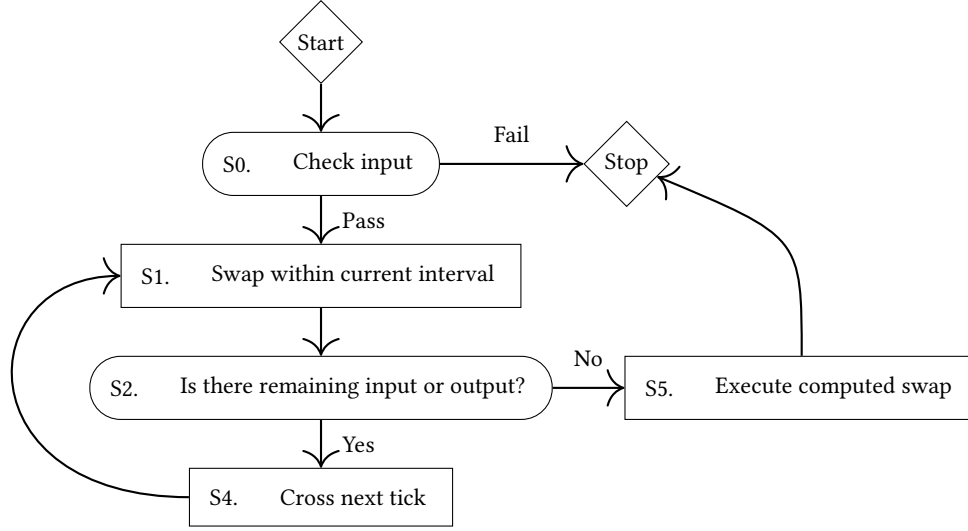 Start
Fail
S0. Check input
Stop
Pass
S1. Swap within current interval
No
S2. Is there remaining input or output?
S5. Execute computed swap
Yes
S4. Cross next tick